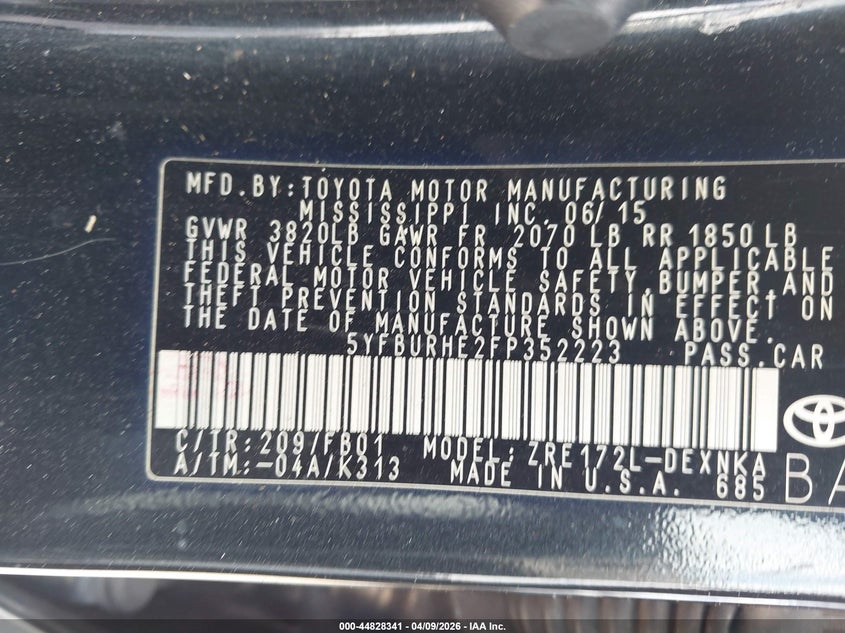 MFD.BY:TOYOTA MOTOR MANUFACTURING
MISSISSIPPI INC. 06/15
GVWR 3820LB GAWR FR 2070 LB RR 1850 LB
THIS VEHICLE CONFORMS TO ALL APPLICABLE
FEDERAL MOTOR VEHICLE SAFETY,BUMPER,AND
THEFT PREVENTION STANDARDS IN EFFECT ON
THE DATE OF MANUFACTURE SHOWN ABOVE.
5YFBURHE2FP352223 PASS.CAR
C/TR:209/FB01 MODEL:ZRE172L-DEXNKA
A/TM:-04A/K313 MADE IN U.S.A. 685
BA
000-44828341 | 04/09/2026 | IAA Inc.